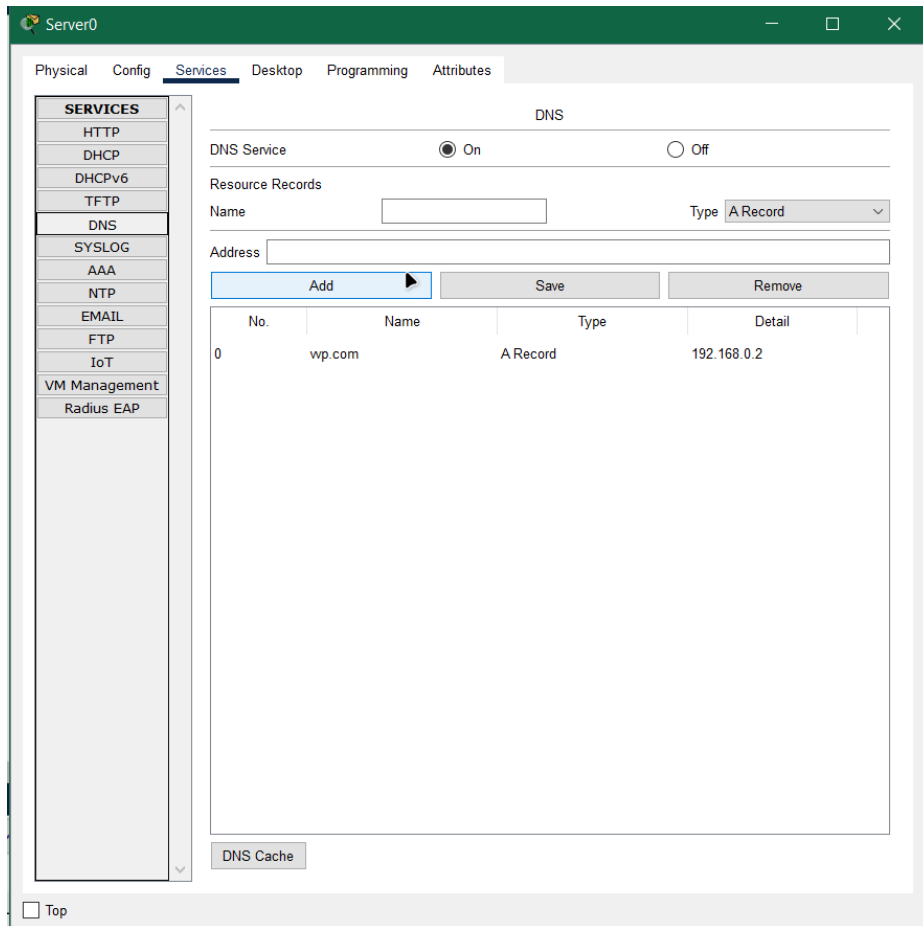 Server0
Physical Config Services Desktop Programming Attributes
SERVICES
HTTP
DHCP
DHCPv6
TFTP
DNS
SYSLOG
AAA
NTP
EMAIL
FTP
IoT
VM Management
Radius EAP
DNS
DNS Service On Off
Resource Records
Name Type A Record
Address
Add Save Remove
No. Name Type Detail
0 wp.com A Record 192.168.0.2
DNS Cache
Top